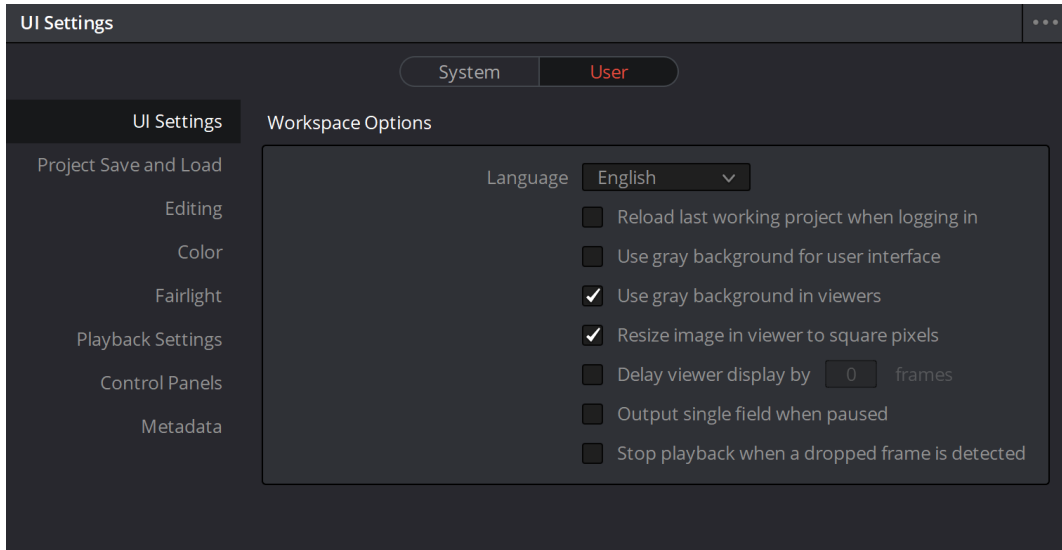 UI Settings
System
User
UI Settings
Project Save and Load
Editing
Color
Fairlight
Playback Settings
Control Panels
Metadata
Workspace Options
Language English
Reload last working project when logging in
Use gray background for user interface
Use gray background in viewers
Resize image in viewer to square pixels
Delay viewer display by 0 frames
Output single field when paused
Stop playback when a dropped frame is detected